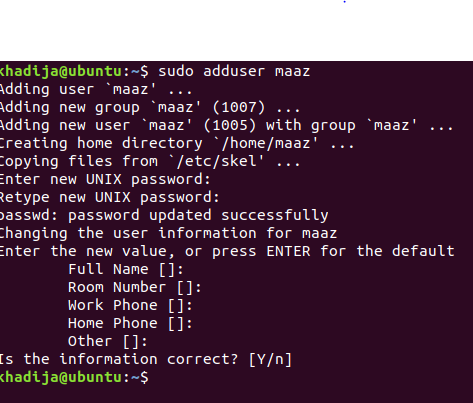 khadija@ubuntu:~$ sudo adduser maaz
Adding user `maaz' ...
Adding new group `maaz' (1007) ...
Adding new user `maaz' (1005) with group `maaz' ...
Creating home directory `/home/maaz' ...
Copying files from `/etc/skel' ...
Enter new UNIX password:
Retype new UNIX password:
passwd: password updated successfully
Changing the user information for maaz
Enter the new value, or press ENTER for the default
        Full Name []:
        Room Number []:
        Work Phone []:
        Home Phone []:
        Other []:
Is the information correct? [Y/n]
khadija@ubuntu:~$